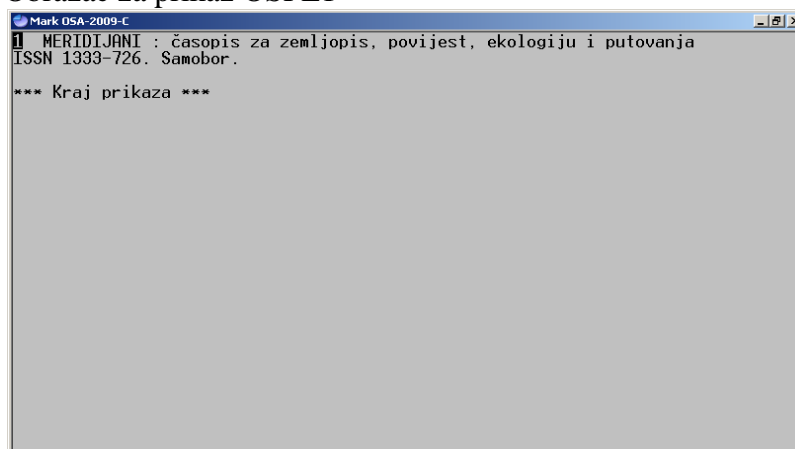 Mark OSA-2009-C
1 MERIDIJANI : časopis za zemljopis, povijest, ekologiju i putovanja
ISSN 1333-726. Samobor.
*** Kraj prikaza ***